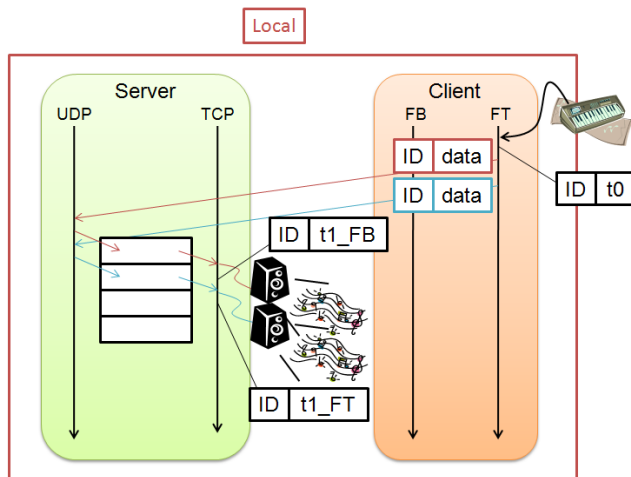 Local
Server
Client
UDP
TCP
FB
FT
ID data
ID data
ID t0
ID t1_FB
ID t1_FT